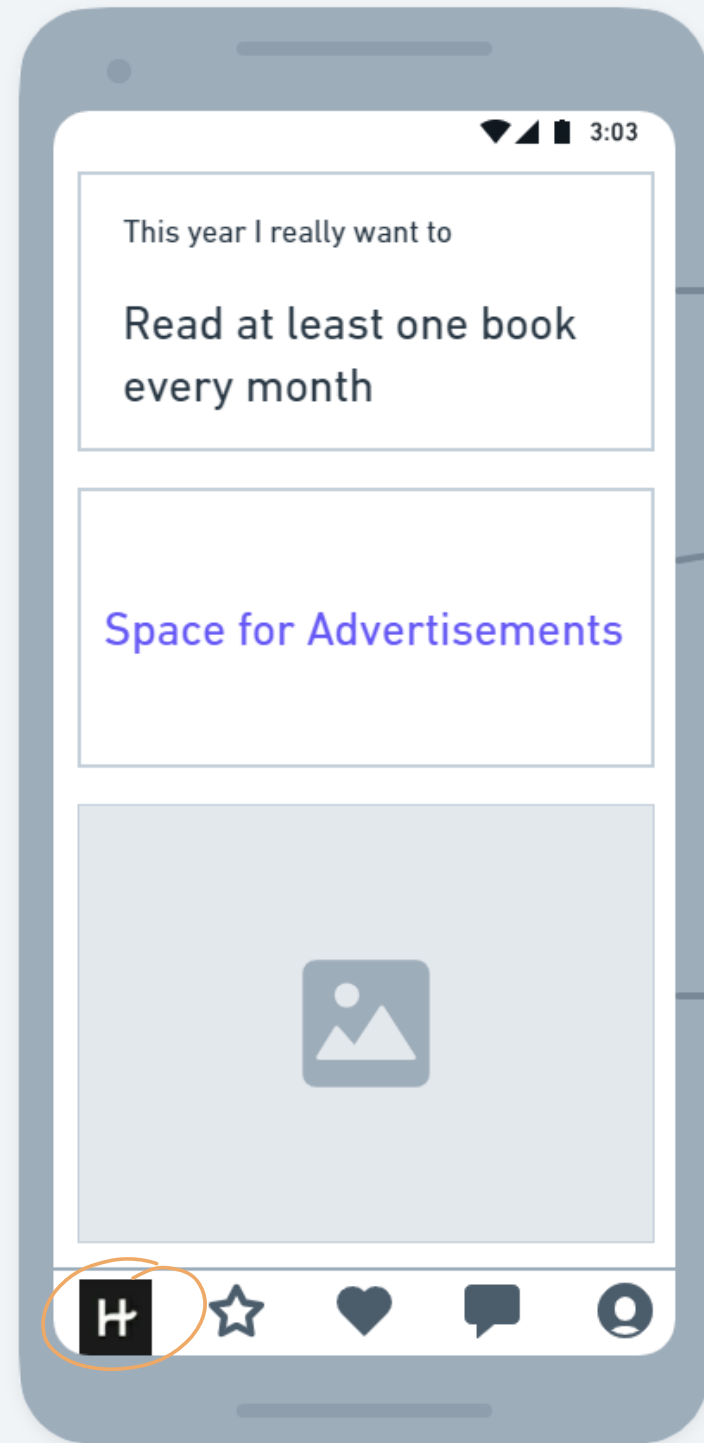 3:03
This year I really want to
Read at least one book
every month
Space for Advertisements
H